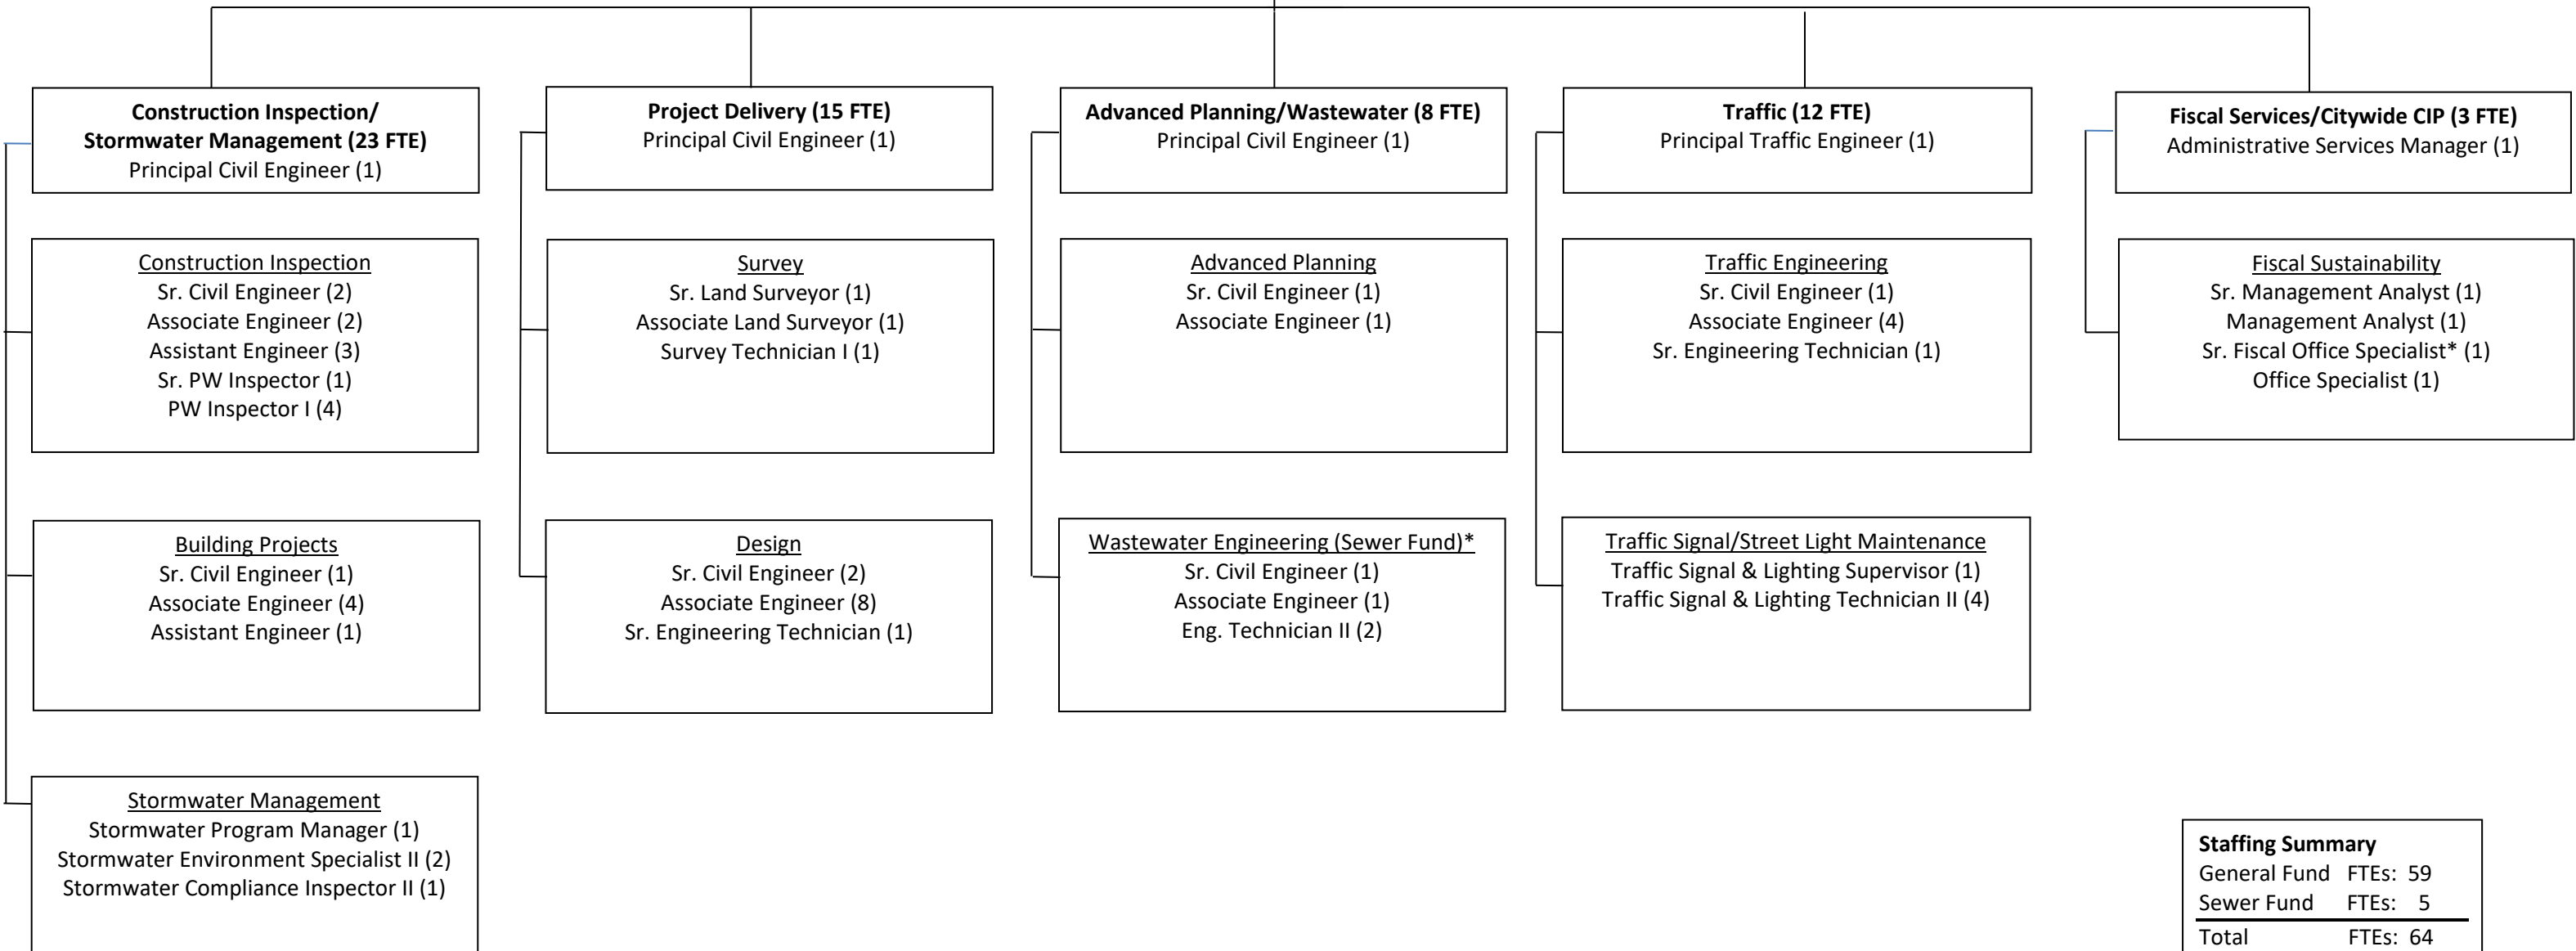 Construction Inspection/
Stormwater Management (23 FTE)
Principal Civil Engineer (1)
Construction Inspection
Sr. Civil Engineer (2)
Associate Engineer (2)
Assistant Engineer (3)
Sr. PW Inspector (1)
PW Inspector I (4)
Building Projects
Sr. Civil Engineer (1)
Associate Engineer (4)
Assistant Engineer (1)
Stormwater Management
Stormwater Program Manager (1)
Stormwater Environment Specialist II (2)
Stormwater Compliance Inspector II (1)
Project Delivery (15 FTE)
Principal Civil Engineer (1)
Survey
Sr. Land Surveyor (1)
Associate Land Surveyor (1)
Survey Technician I (1)
Design
Sr. Civil Engineer (2)
Associate Engineer (8)
Sr. Engineering Technician (1)
Advanced Planning/Wastewater (8 FTE)
Principal Civil Engineer (1)
Advanced Planning
Sr. Civil Engineer (1)
Associate Engineer (1)
Wastewater Engineering (Sewer Fund)*
Sr. Civil Engineer (1)
Associate Engineer (1)
Eng. Technician II (2)
Traffic (12 FTE)
Principal Traffic Engineer (1)
Traffic Engineering
Sr. Civil Engineer (1)
Associate Engineer (4)
Sr. Engineering Technician (1)
Traffic Signal/Street Light Maintenance
Traffic Signal & Lighting Supervisor (1)
Traffic Signal & Lighting Technician II (4)
Fiscal Services/Citywide CIP (3 FTE)
Administrative Services Manager (1)
Fiscal Sustainability
Sr. Management Analyst (1)
Management Analyst (1)
Sr. Fiscal Office Specialist* (1)
Office Specialist (1)
Staffing Summary
General Fund FTEs: 59
Sewer Fund FTEs: 5
Total FTEs: 64